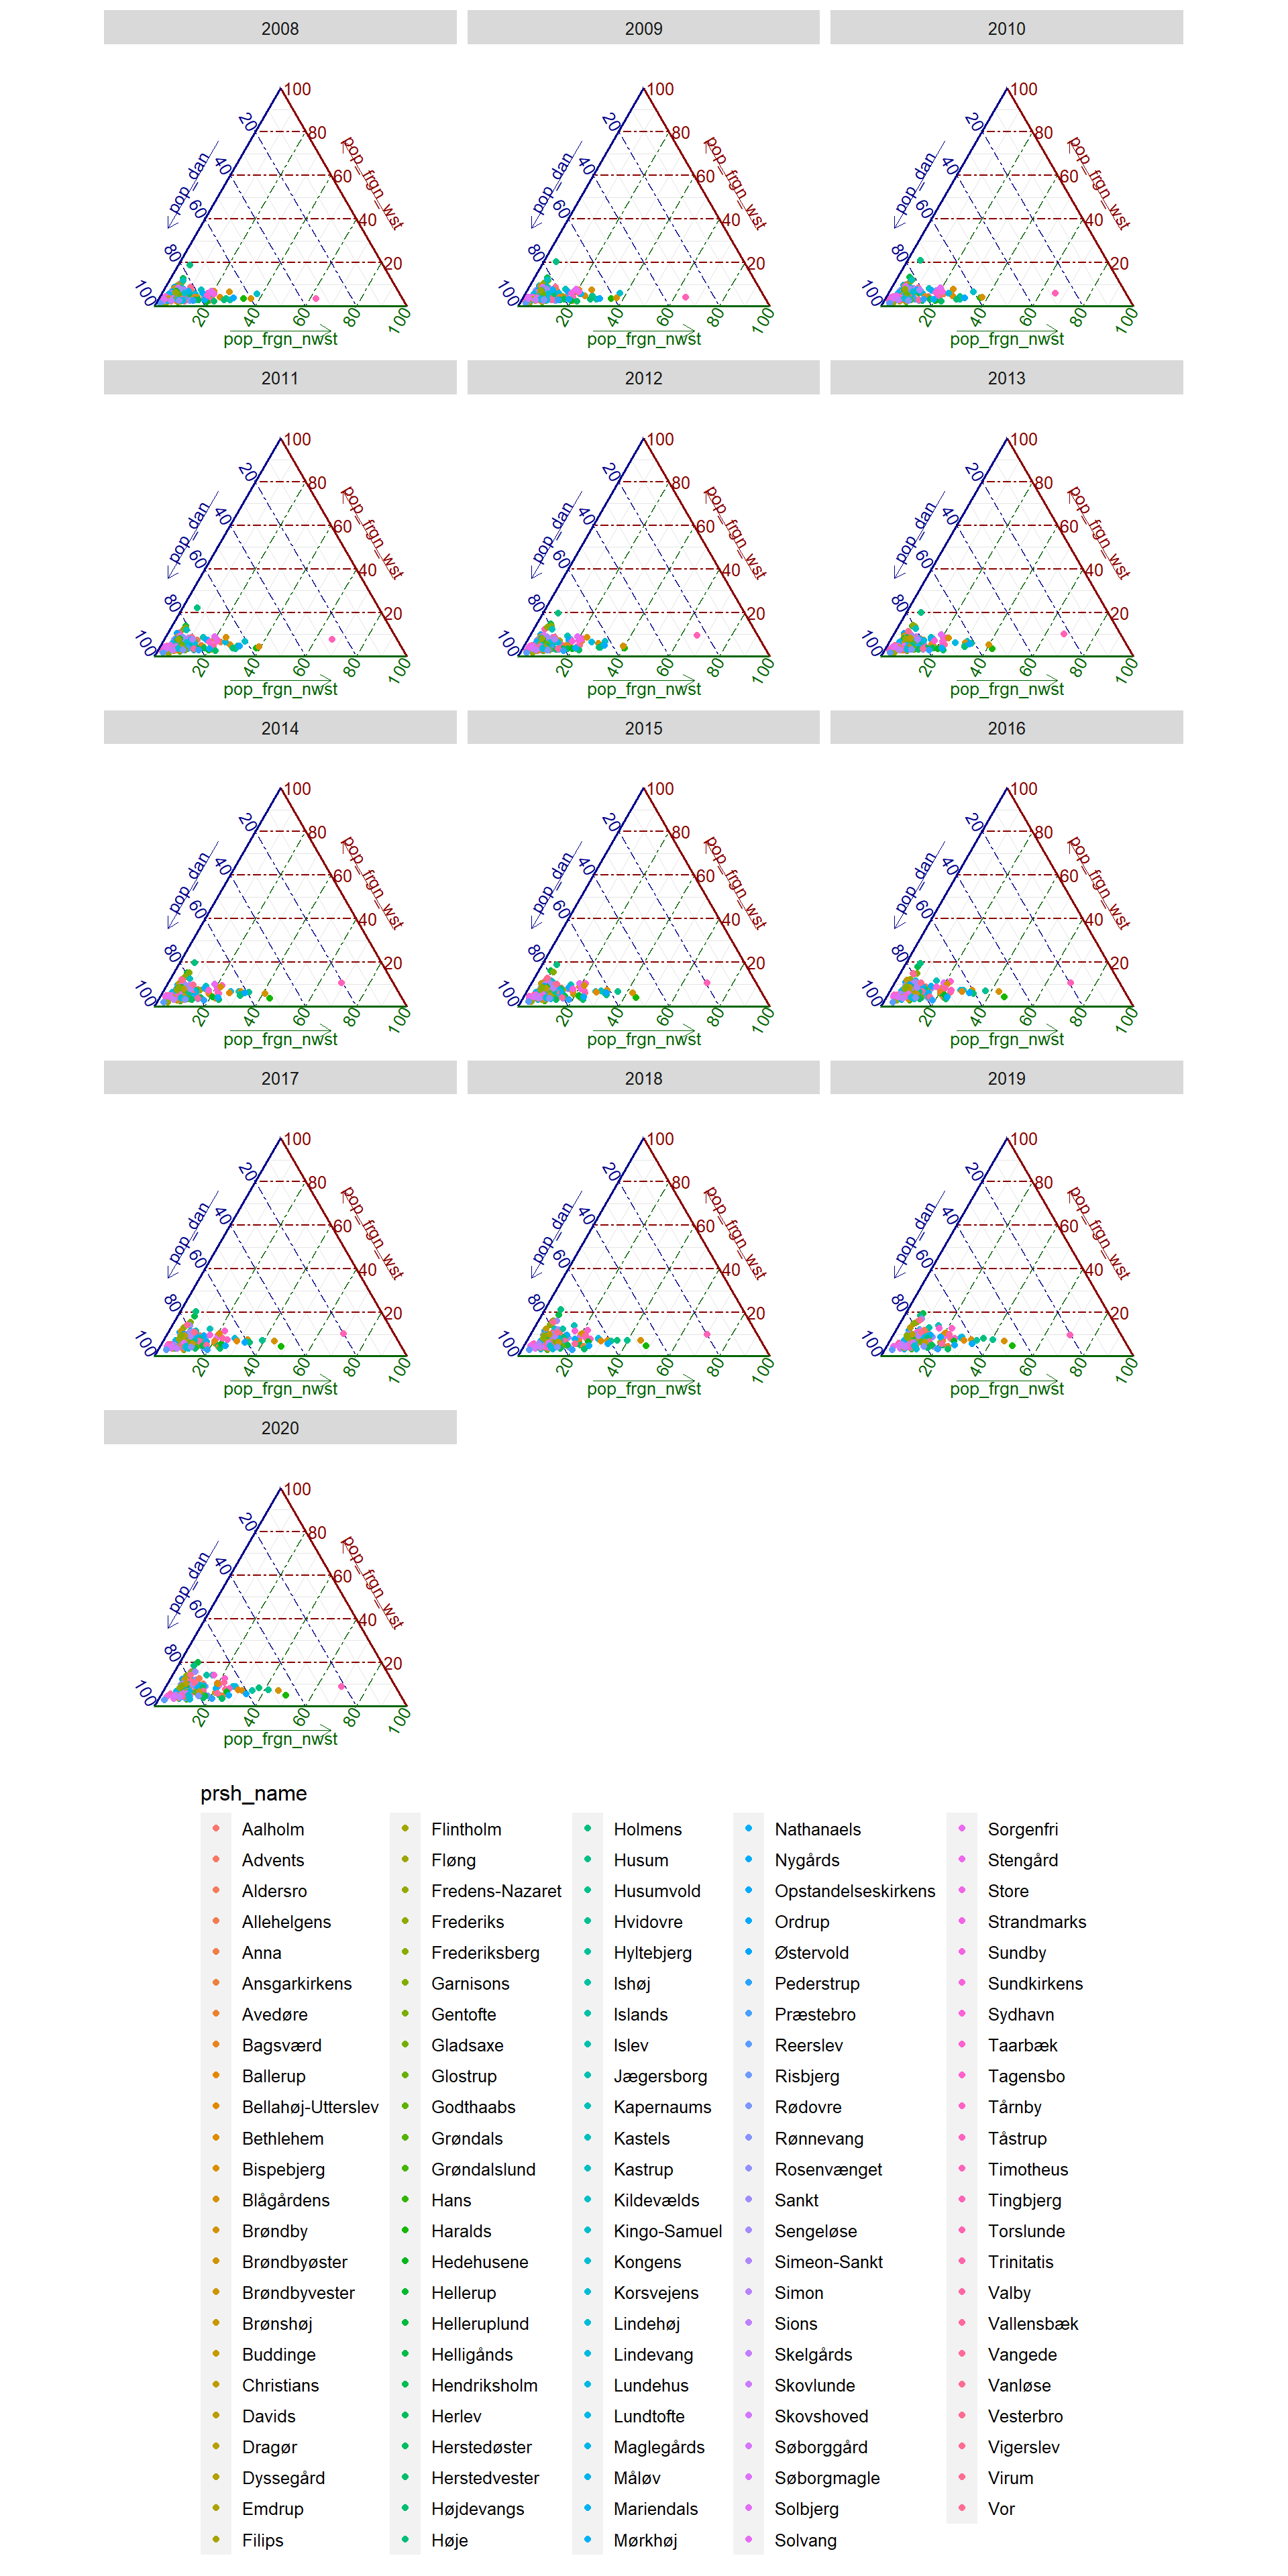 2008 2009 2010
100 100 100
20 80 20 80 20 80
pop_dan 40 60 pop_frgn_wst pop_dan 40 60 pop_frgn_wst pop_dan 40 60 pop_frgn_wst
60 40 60 40 60 40
80 20 80 20 80 20
100 20 40 60 80 100 100 20 40 60 80 100 100 20 40 60 80 100
pop_frgn_nwst pop_frgn_nwst pop_frgn_nwst
2011 2012 2013
100 100 100
20 80 20 80 20 80
pop_dan 40 60 pop_frgn_wst pop_dan 40 60 pop_frgn_wst pop_dan 40 60 pop_frgn_wst
60 40 60 40 60 40
80 20 80 20 80 20
100 20 40 60 80 100 100 20 40 60 80 100 100 20 40 60 80 100
pop_frgn_nwst pop_frgn_nwst pop_frgn_nwst
2014 2015 2016
100 100 100
20 80 20 80 20 80
pop_dan 40 60 pop_frgn_wst pop_dan 40 60 pop_frgn_wst pop_dan 40 60 pop_frgn_wst
60 40 60 40 60 40
80 20 80 20 80 20
100 20 40 60 80 100 100 20 40 60 80 100 100 20 40 60 80 100
pop_frgn_nwst pop_frgn_nwst pop_frgn_nwst
2017 2018 2019
100 100 100
20 80 20 80 20 80
pop_dan 40 60 pop_frgn_wst pop_dan 40 60 pop_frgn_wst pop_dan 40 60 pop_frgn_wst
60 40 60 40 60 40
80 20 80 20 80 20
100 20 40 60 80 100 100 20 40 60 80 100 100 20 40 60 80 100
pop_frgn_nwst pop_frgn_nwst pop_frgn_nwst
2020
100
20 80
pop_dan 40 60 pop_frgn_wst
60 40
80 20
100 20 40 60 80 100
pop_frgn_nwst
prsh_name
Aalholm Flintholm Holmens Nathanaels Sorgenfri
Advents Fløng Husum Nygårds Stengård
Aldersro Fredens-Nazaret Husumvold Opstandelseskirkens Store
Allehelgens Frederiks Hvidovre Ordrup Strandmarks
Anna Frederiksberg Hyltebjerg Østervold Sundby
Ansgarkirkens Garnisons Ishøj Pederstrup Sundkirkens
Avedøre Gentofte Islands Præstebro Sydhavn
Bagsværd Gladsaxe Islev Reerslev Taarbæk
Ballerup Glostrup Jægersborg Risbjerg Tagensbo
Bellahøj-Utterslev Godthaabs Kapernaums Rødovre Tårnby
Bethlehem Grøndals Kastels Rønnevang Tåstrup
Bispebjerg Grøndalslund Kastrup Rosenvænget Timotheus
Blågårdens Hans Kildevælds Sankt Tingbjerg
Brøndby Haralds Kingo-Samuel Sengeløse Torslunde
Brøndbyøster Hedehusene Kongens Simeon-Sankt Trinitatis
Brøndbyvester Hellerup Korsvejens Simon Valby
Brønshøj Helleruplund Lindehøj Sions Vallensbæk
Buddinge Helligånds Lindevang Skelgårds Vangede
Christians Hendriksholm Lundehus Skovlunde Vanløse
Davids Herlev Lundtofte Skovshoved Vesterbro
Dragør Herstedøster Maglegårds Søborggård Vigerslev
Dyssegård Herstedvester Måløv Søborgmagle Virum
Emdrup Højdevangs Mariendals Solbjerg Vor
Filips Høje Mørkhøj Solvang